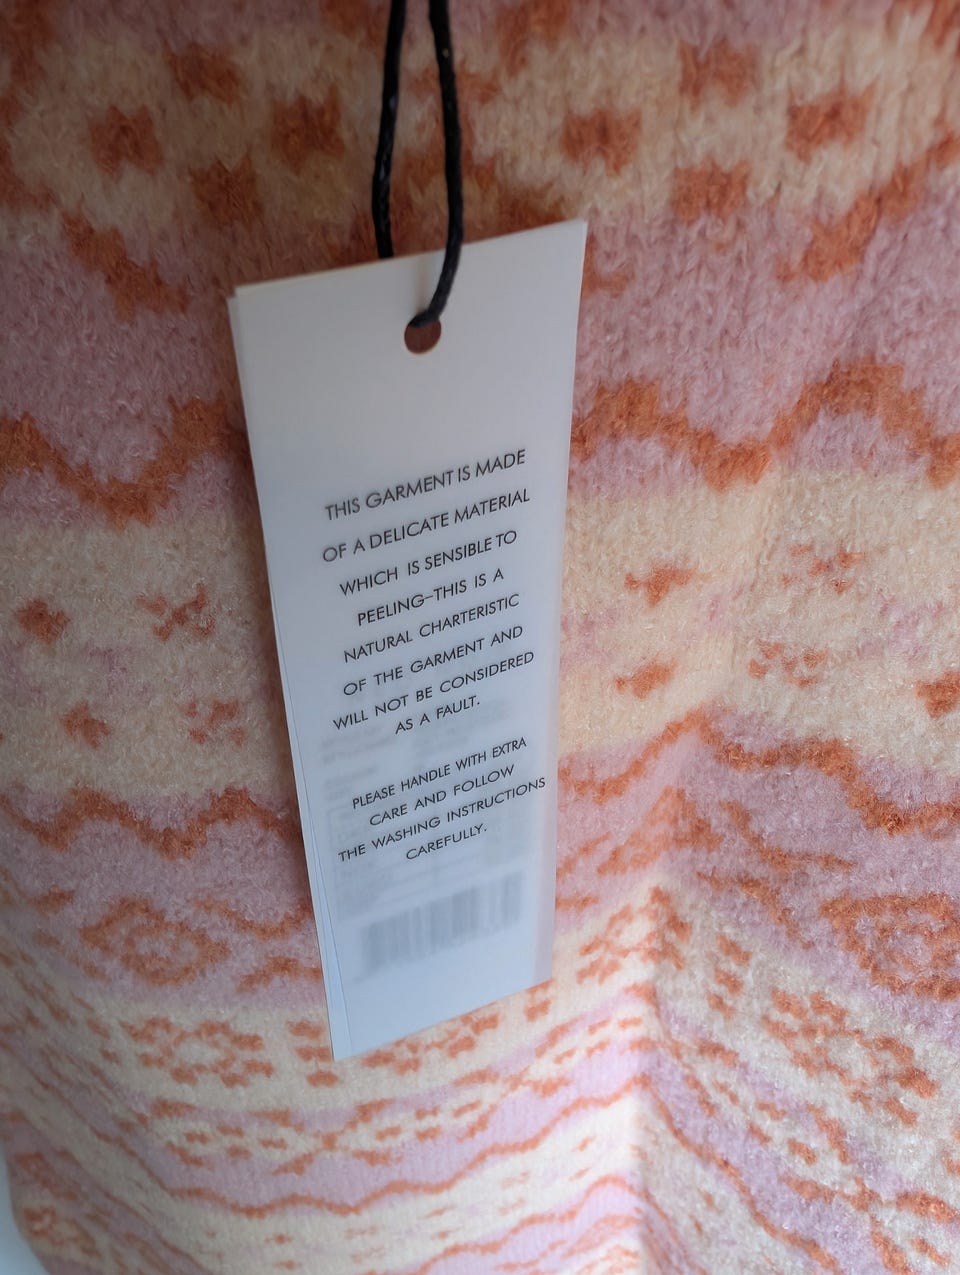 THIS GARMENT IS MADE
OF A DELICATE MATERIAL
WHICH IS SENSIBLE TO
PEELING–THIS IS A
NATURAL CHARTERISTIC
OF THE GARMENT AND
WILL NOT BE CONSIDERED
AS A FAULT.
PLEASE HANDLE WITH EXTRA
CARE AND FOLLOW
THE WASHING INSTRUCTIONS
CAREFULLY.